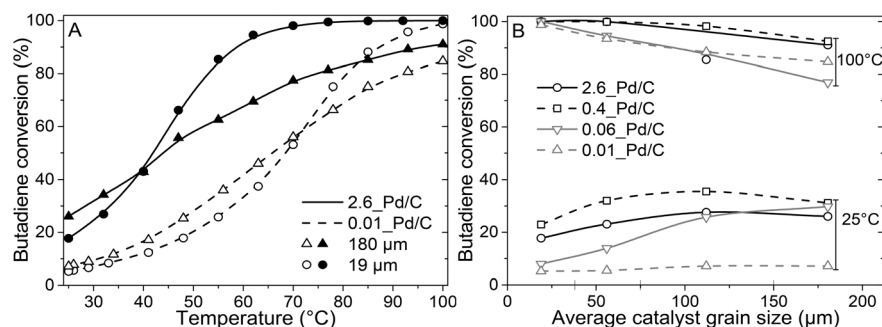 A
Butadiene conversion (%)
100
80
60
40
20
0
2.6_Pd/C
0.01_Pd/C
180 µm
19 µm
30 40 50 60 70 80 90 100
Temperature (°C)
B
Butadiene conversion (%)
100
80
60
40
20
0
100°C
2.6_Pd/C
0.4_Pd/C
0.06_Pd/C
0.01_Pd/C
25°C
0 50 100 150 200
Average catalyst grain size (µm)